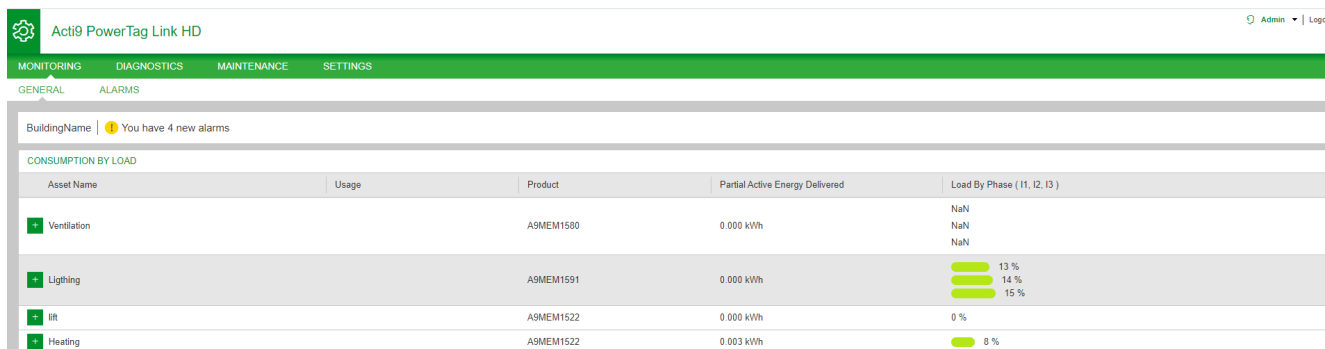 Acti9 PowerTag Link HD
Admin | Logo
MONITORING DIAGNOSTICS MAINTENANCE SETTINGS
GENERAL ALARMS
BuildingName | ! You have 4 new alarms
CONSUMPTION BY LOAD
Asset Name Usage Product Partial Active Energy Delivered Load By Phase ( I1, I2, I3 )
NaN
+ Ventilation A9MEM1580 0.000 kWh NaN
NaN
13 %
+ Ligthing A9MEM1591 0.000 kWh 14 %
15 %
+ lift A9MEM1522 0.000 kWh 0 %
+ Heating A9MEM1522 0.003 kWh 8 %